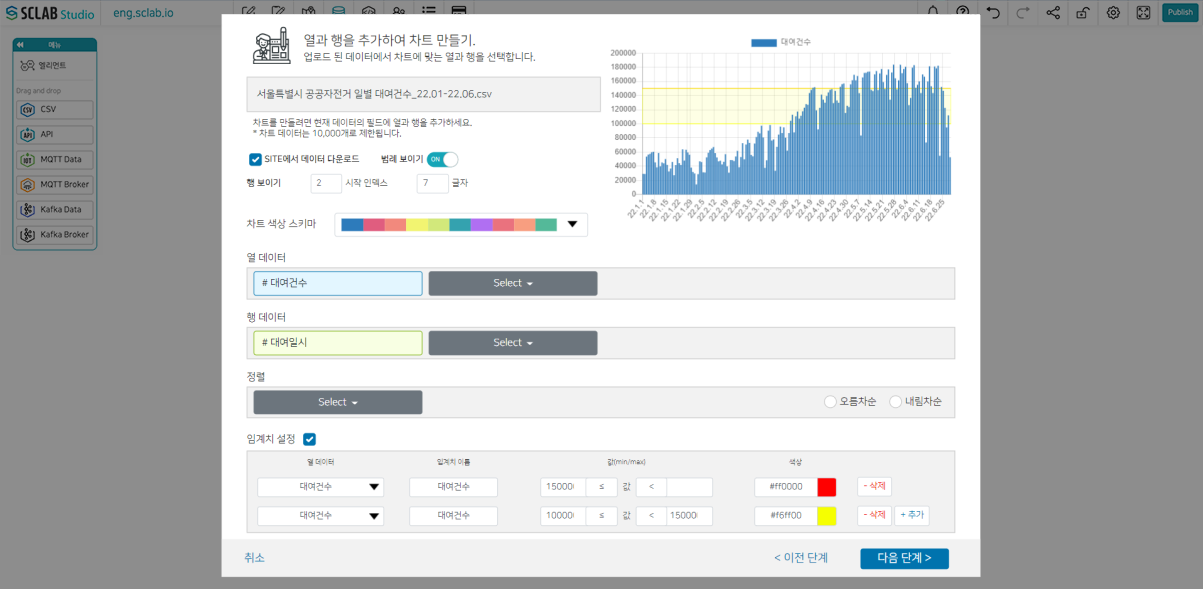 SCLAB Studio
eng.sclab.io
Publish
메뉴
엘리먼트
Drag and drop
CSV
API
MQTT Data
MQTT Broker
Kafka Data
Kafka Broker
열과 행을 추가하여 차트 만들기.
업로드 된 데이터에서 차트에 맞는 열과 행을 선택합니다.
서울특별시 공공자전거 일별 대여건수_22.01-22.06.csv
차트를 만들려면 현재 데이터의 필드에 열과 행을 추가하세요.
* 차트 데이터는 10,000개로 제한됩니다.
SITE에서 데이터 다운로드 범례 보이기 ON
행 보이기 2 시작 인덱스 7 글자
차트 색상 스키마
대여건수
200000
180000
160000
140000
120000
100000
80000
60000
40000
20000
0
22.1.1 22.1.8 22.1.15 22.1.22 22.1.29 22.2.5 22.2.12 22.2.19 22.2.26 22.3.5 22.3.12 22.3.19 22.3.26 22.4.2 22.4.9 22.4.16 22.4.23 22.4.30 22.5.7 22.5.14 22.5.21 22.5.28 22.6.4 22.6.11 22.6.18 22.6.25
열 데이터
# 대여건수 Select
행 데이터
# 대여일시 Select
정렬
Select 오름차순 내림차순
임계치 설정
열 데이터 임계치 이름 값(min/max) 색상
대여건수 대여건수 15000 ≤ 값 < #ff0000 - 삭제
대여건수 대여건수 10000 ≤ 값 < 15000 #f6ff00 - 삭제 + 추가
취소 < 이전 단계 다음 단계 >